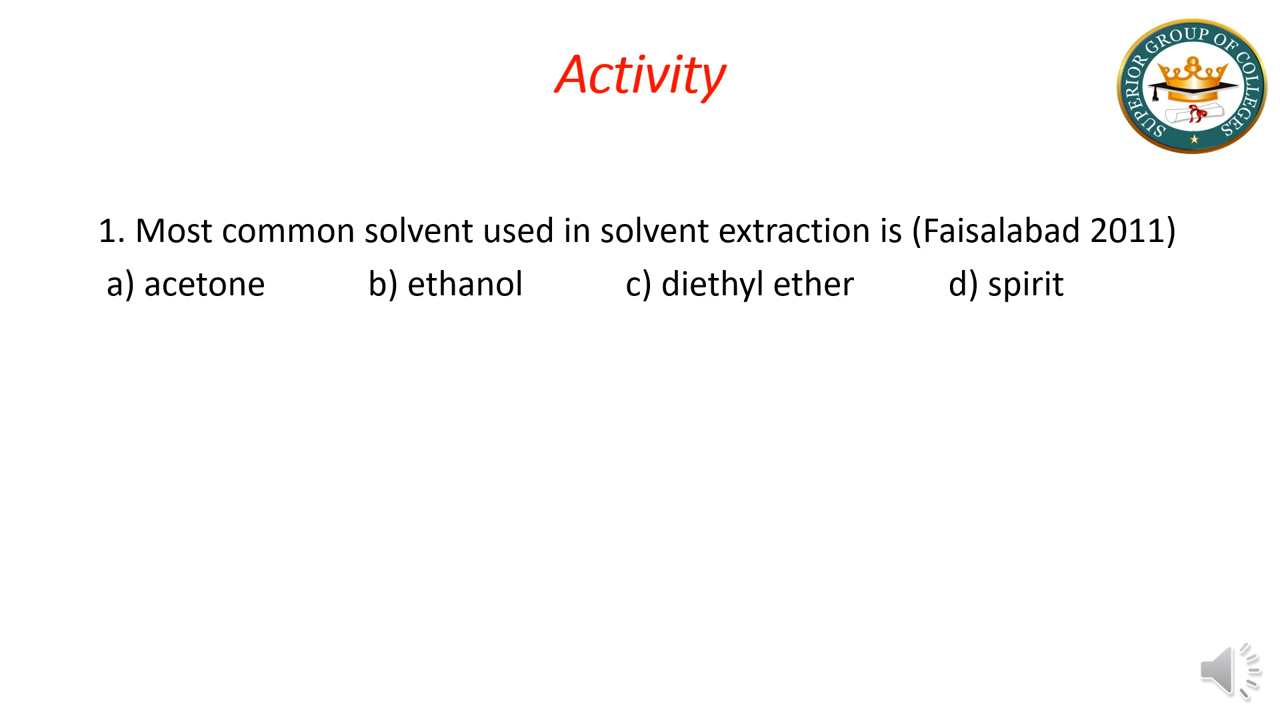 Activity
SUPERIOR GROUP OF COLLEGES
1. Most common solvent used in solvent extraction is (Faisalabad 2011)
a) acetone b) ethanol c) diethyl ether d) spirit